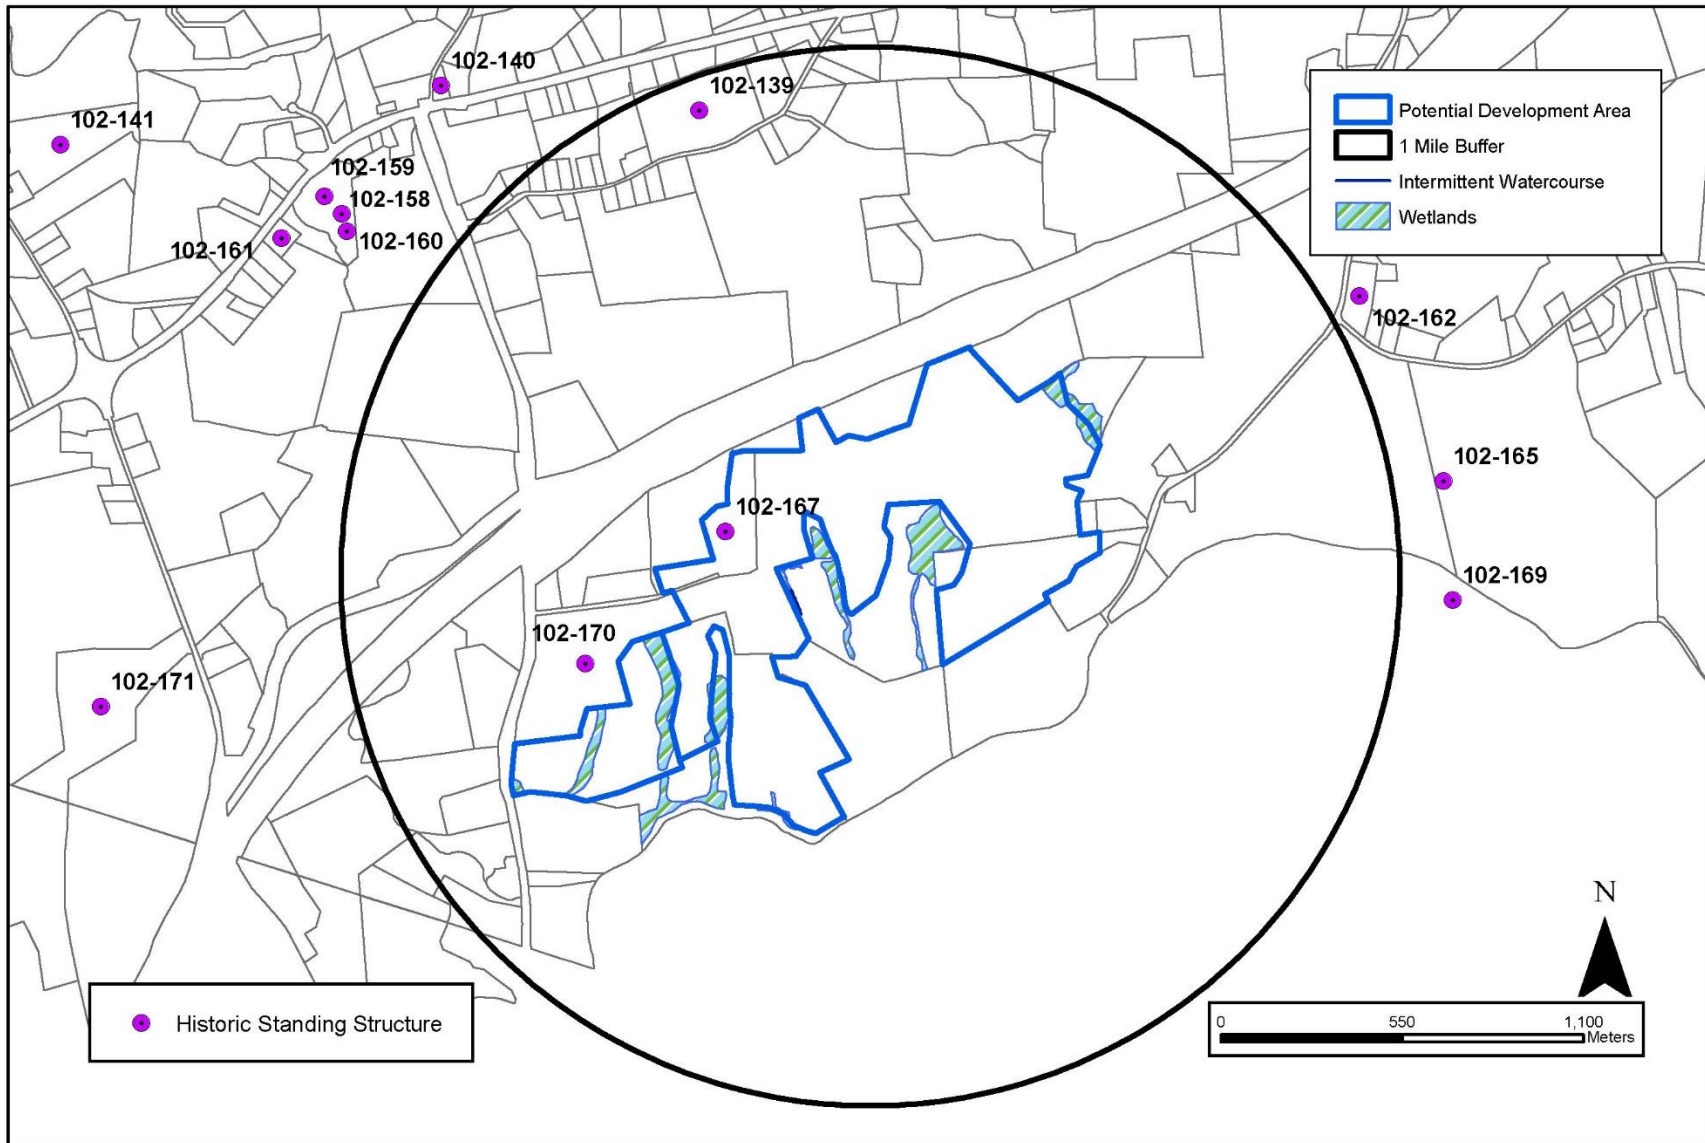 102-140
102-139
102-141
Potential Development Area
1 Mile Buffer
Intermittent Watercourse
Wetlands
102-159
102-158
102-160
102-161
102-162
102-165
102-167
102-169
102-170
102-171
N
Historic Standing Structure
0 550 1,100
Meters